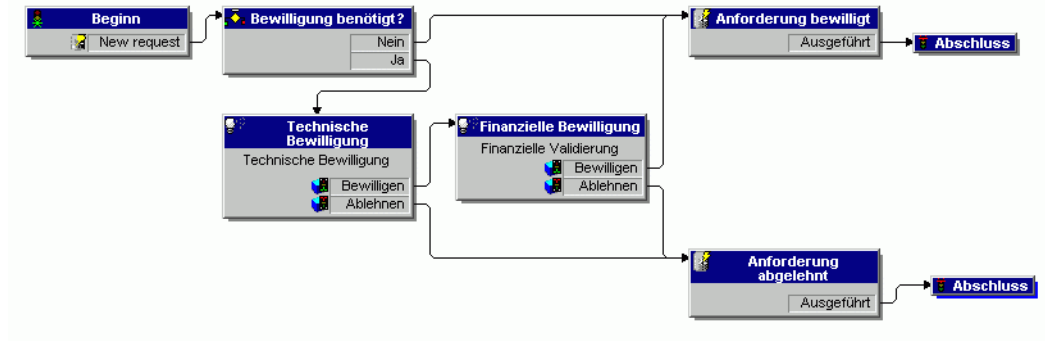 Beginn
New request
Bewilligung benötigt?
Nein
Ja
Anforderung bewilligt
Ausgeführt
Abschluss
Technische
Bewilligung
Technische Bewilligung
Bewilligen
Ablehnen
Finanzielle Bewilligung
Finanzielle Validierung
Bewilligen
Ablehnen
Anforderung
abgelehnt
Ausgeführt
Abschluss